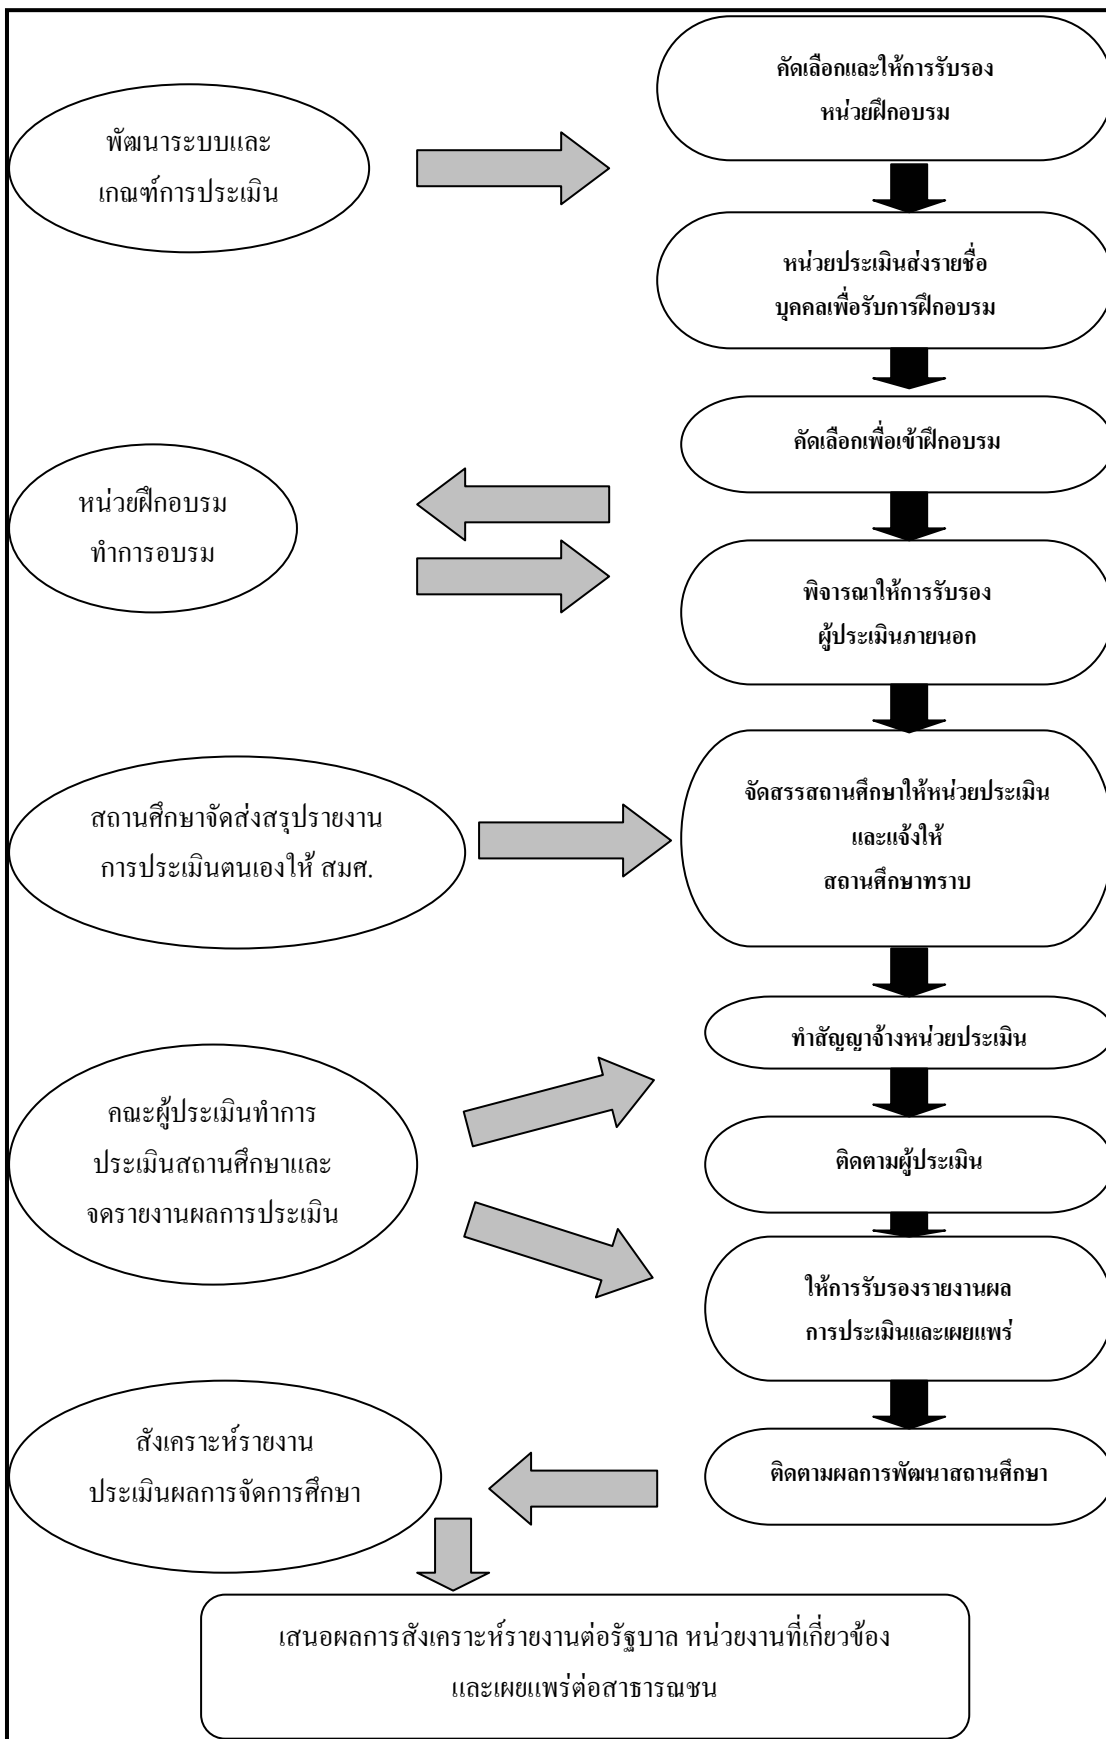 คัดเลือกและให้การรับรอง
หน่วยฝึกอบรม
พัฒนาระบบและ
เกณฑ์การประเมิน
หน่วยประเมินส่งรายชื่อ
บุคคลเพื่อรับการฝึกอบรม
คัดเลือกเพื่อเข้าฝึกอบรม
หน่วยฝึกอบรม
ทำการอบรม
พิจารณาให้การรับรอง
ผู้ประเมินภายนอก
สถานศึกษาจัดส่งสรุปรายงาน
การประเมินตนเองให้ สมศ.
จัดสรรสถานศึกษาให้หน่วยประเมิน
และแจ้งให้
สถานศึกษาทราบ
ทำสัญญาจ้างหน่วยประเมิน
คณะผู้ประเมินทำการ
ประเมินสถานศึกษาและ
จดรายงานผลการประเมิน
ติดตามผู้ประเมิน
ให้การรับรองรายงานผล
การประเมินและเผยแพร่
สังเคราะห์รายงาน
ประเมินผลการจัดการศึกษา
ติดตามผลการพัฒนาสถานศึกษา
เสนอผลการสังเคราะห์รายงานต่อรัฐบาล หน่วยงานที่เกี่ยวข้อง
และเผยแพร่ต่อสาธารณชน